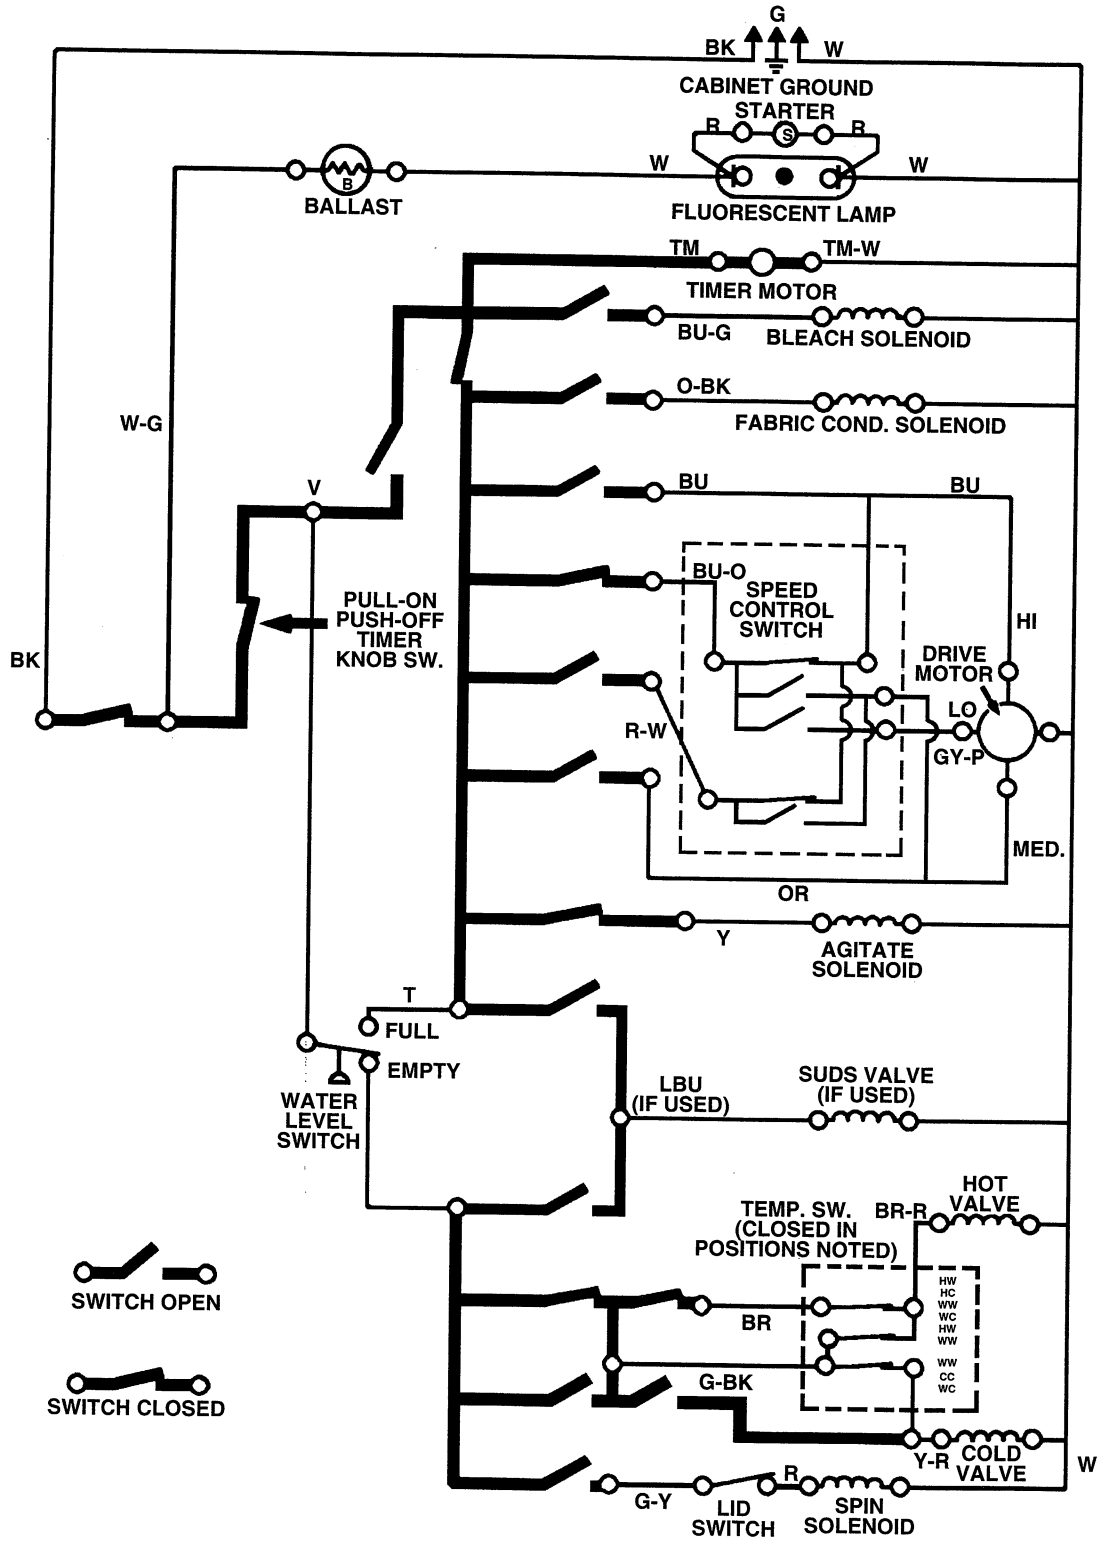 G
BK
W
CABINET GROUND
STARTER
R
S
R
W
W
B
BALLAST
FLUORESCENT LAMP
TM
TM-W
TIMER MOTOR
BU-G
BLEACH SOLENOID
O-BK
FABRIC COND. SOLENOID
W-G
V
BU
BU
BU-O
SPEED
CONTROL
SWITCH
PULL-ON
PUSH-OFF
TIMER
KNOB SW.
HI
BK
DRIVE
MOTOR
LO
R-W
GY-P
MED.
OR
Y
AGITATE
SOLENOID
T
FULL
EMPTY
WATER
LEVEL
SWITCH
LBU
(IF USED)
SUDS VALVE
(IF USED)
HOT
VALVE
TEMP. SW.
(CLOSED IN
POSITIONS NOTED)
BR-R
SWITCH OPEN
BR
HW
HC
WW
WC
HW
WW
WW
CC
WC
G-BK
SWITCH CLOSED
Y-R
COLD
VALVE
W
G-Y
LID
SWITCH
R
SPIN
SOLENOID